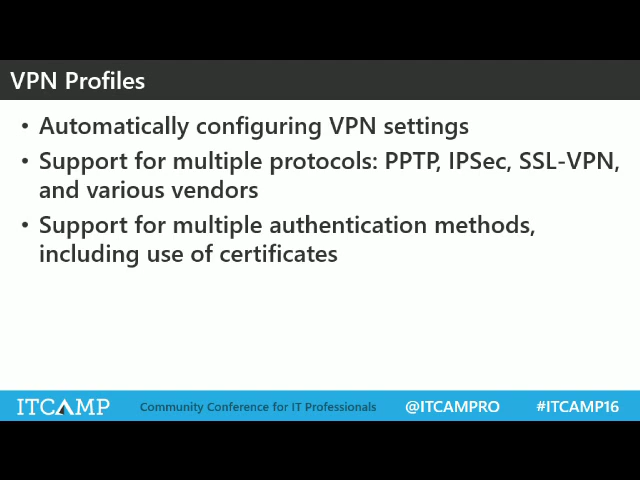 VPN Profiles
• Automatically configuring VPN settings
• Support for multiple protocols: PPTP, IPSec, SSL-VPN,
and various vendors
• Support for multiple authentication methods,
including use of certificates
ITCAMP Community Conference for IT Professionals @ITCAMPRO #ITCAMP16